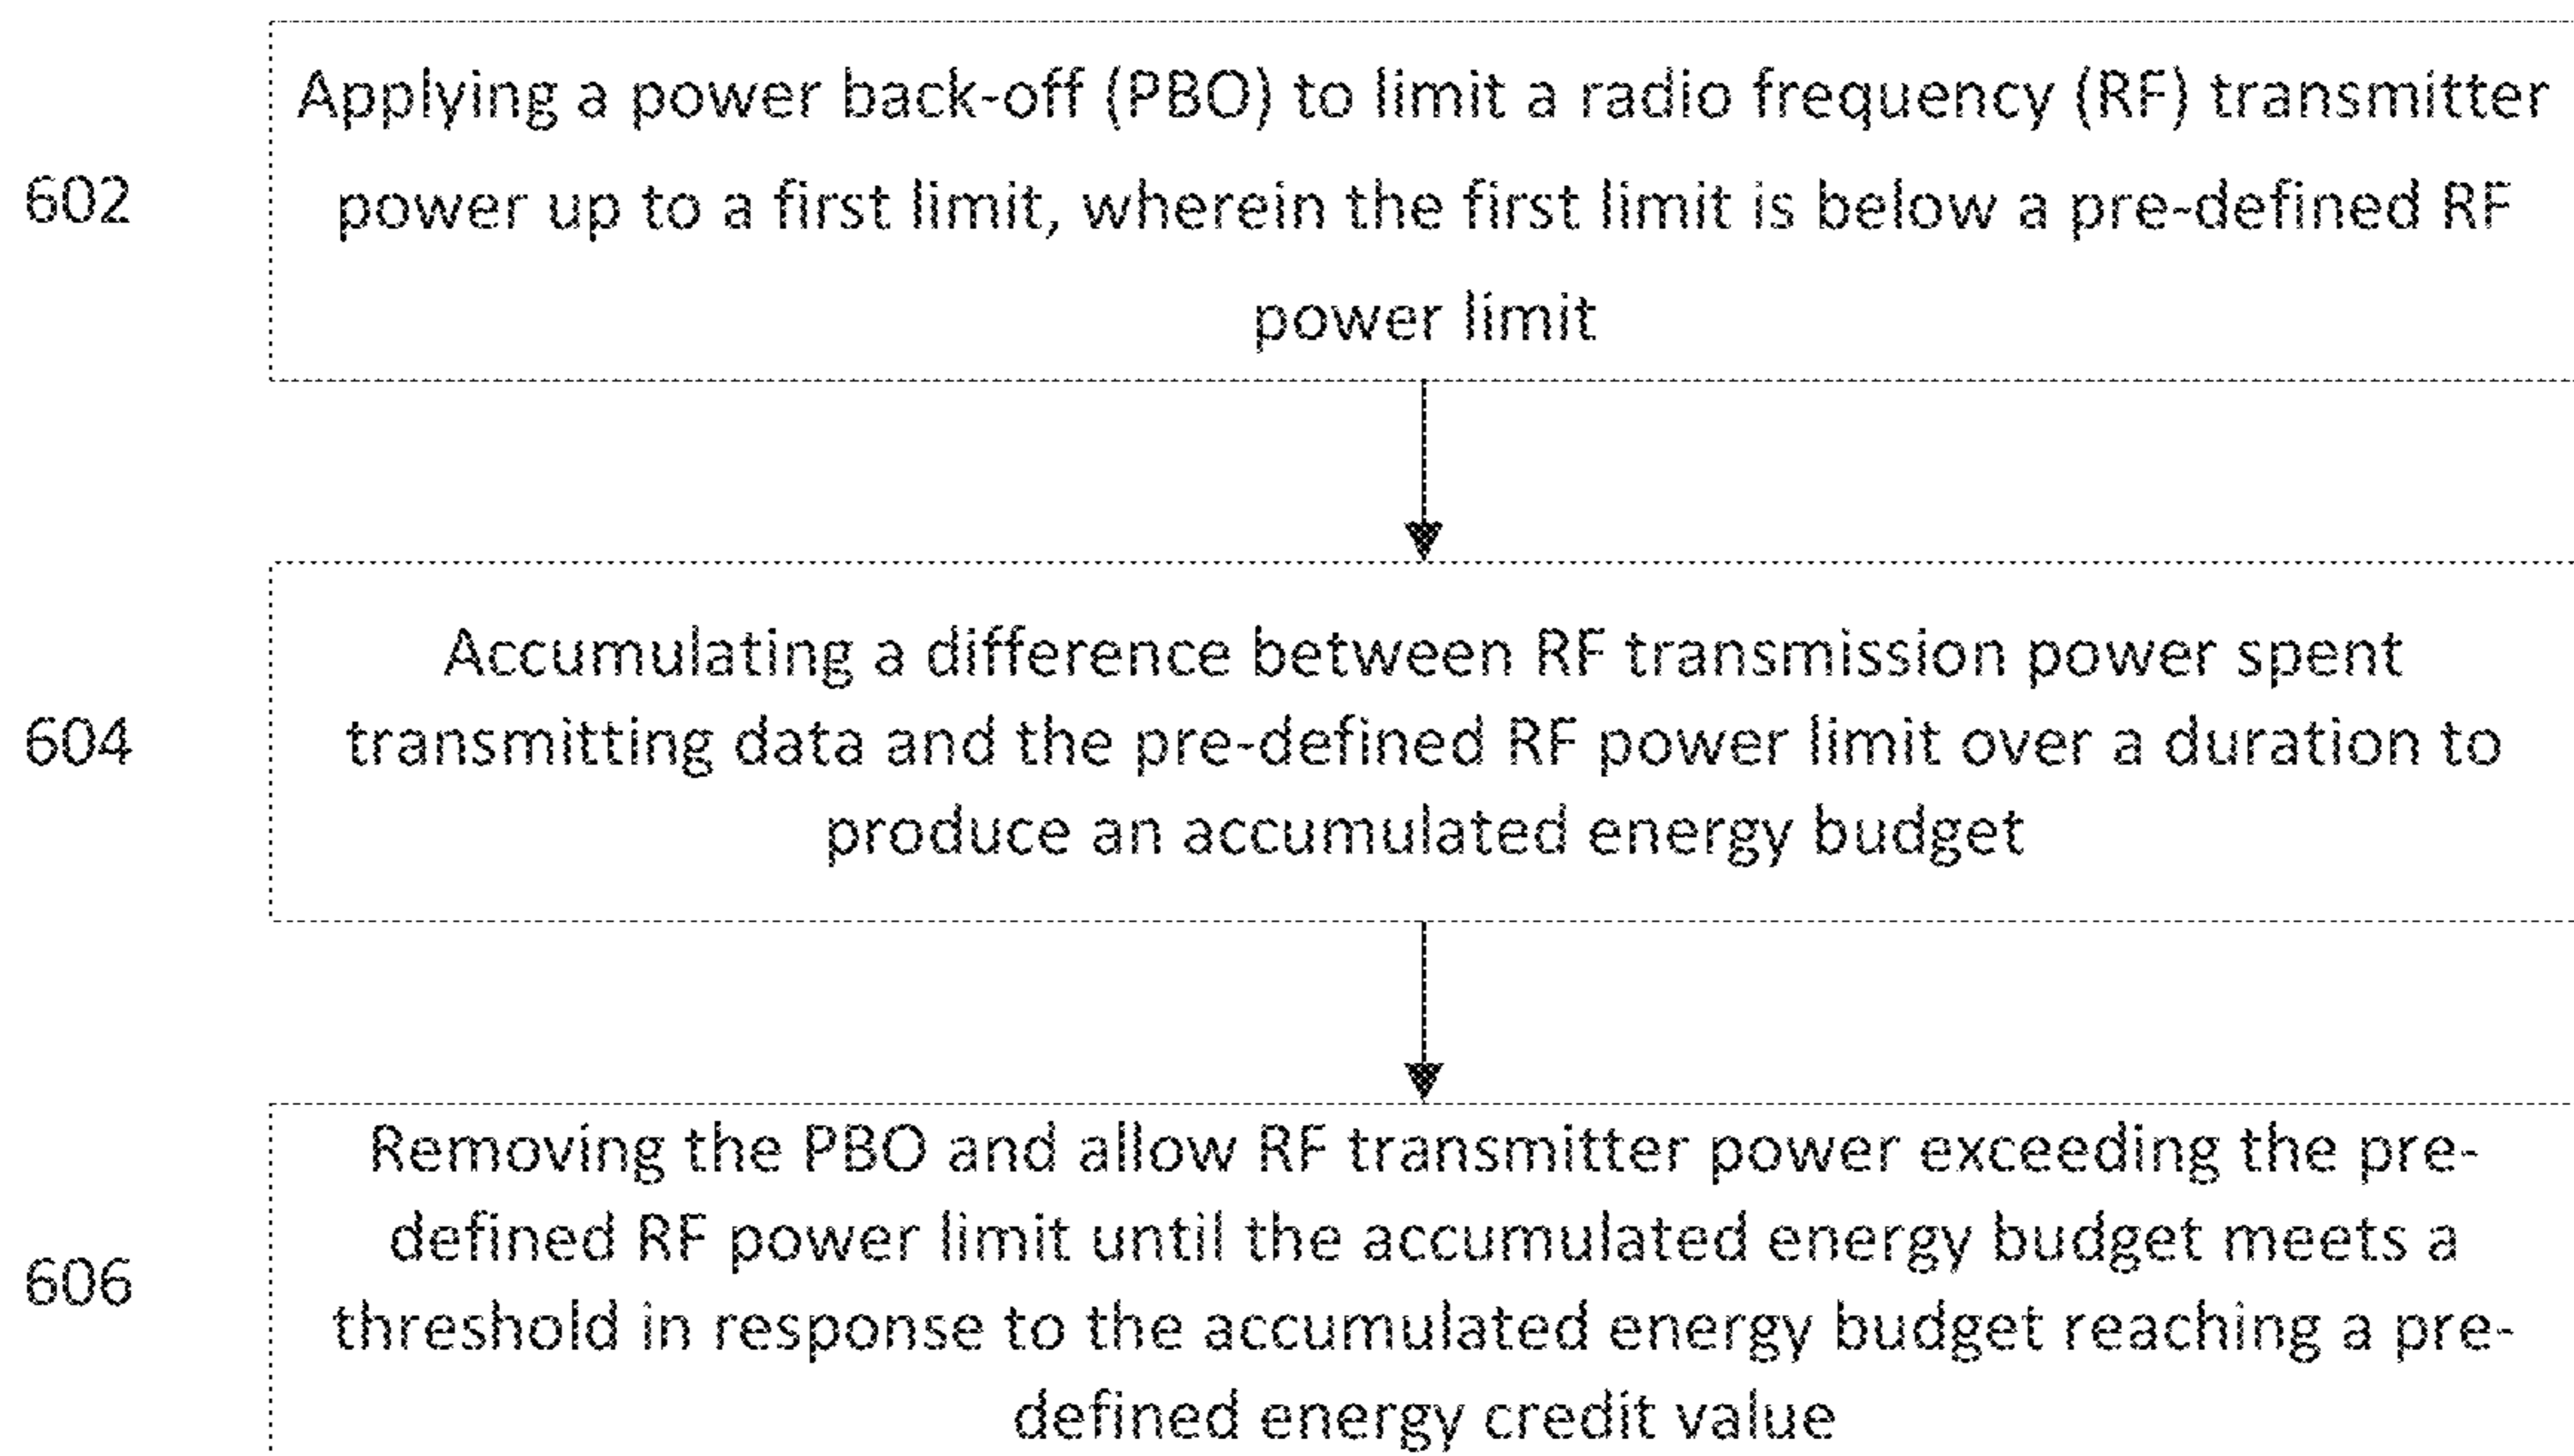 Applying a power back-off (PBO) to limit a radio frequency (RF) transmitter
602
power up to a first limit, wherein the first limit is below a pre-defined RF
power limit
Accumulating a difference between RF transmission power spent
604
transmitting data and the pre-defined RF power limit over a duration to
produce an accumulated energy budget
Removing the PBO and allow RF transmitter power exceeding the pre-
defined RF power limit until the accumulated energy budget meets a
606
threshold in response to the accumulated energy budget reaching a pre-
defined energy credit value